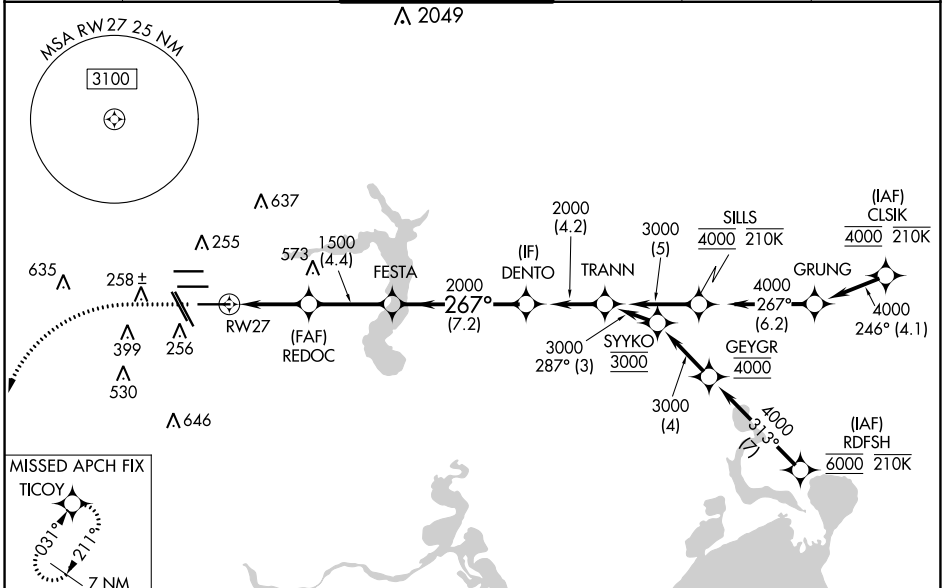 2049
MSA RW27 25 NM
3100
637
255
635
258 ±
573
1500
(4.4)
FESTA
2000
267°
(7.2)
(IF)
DENTO
2000
(4.2)
TRANN
3000
(5)
SILLS
4000 210K
4000
267°
(6.2)
GRUNG
(IAF)
CLSIK
4000 210K
4000
246° (4.1)
RW27
(FAF)
REDOC
399
256
530
646
3000
287° (3)
SYYKO
3000
GEYGR
4000
3000
(4)
4000
313°
(7)
(IAF)
RDFSH
6000 210K
MISSED APCH FIX
TICOY
031°
211°
7 NM